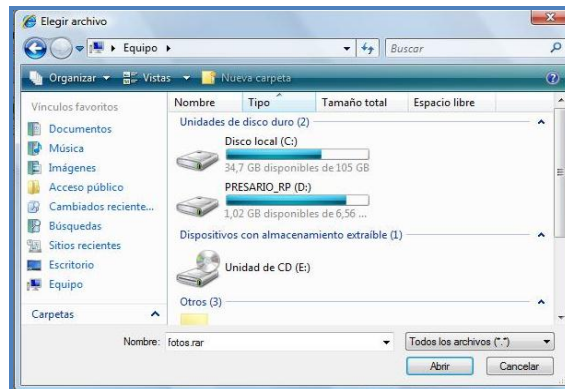 Elegir archivo
Equipo
Buscar
Organizar Vistas Nueva carpeta
Vínculos favoritos
Documentos
Música
Imágenes
Acceso público
Cambiados reciente...
Búsquedas
Sitios recientes
Escritorio
Equipo
Carpetas
Nombre Tipo Tamaño total Espacio libre
Unidades de disco duro (2)
Disco local (C:)
34,7 GB disponibles de 105 GB
PRESARIO_RP (D:)
1,02 GB disponibles de 6,56 ...
Dispositivos con almacenamiento extraíble (1)
Unidad de CD (E:)
Otros (3)
Nombre: fotos.rar Todos los archivos (*.*)
Abrir Cancelar